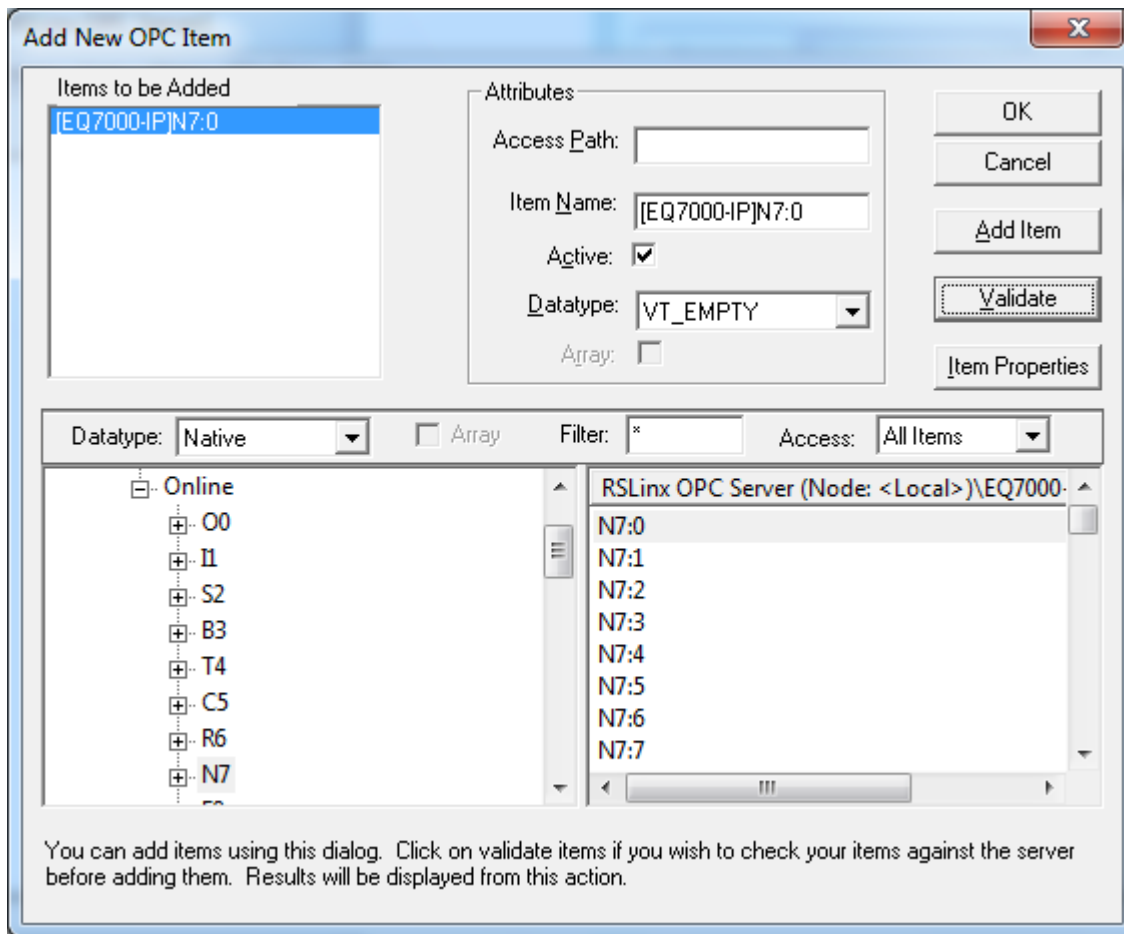 Add New OPC Item
Items to be Added
[EQ7000-IP]N7:0
Attributes
Access Path:
Item Name: [EQ7000-IP]N7:0
Active:
Datatype: VT_EMPTY
Array:
OK
Cancel
Add Item
Validate
Item Properties
Datatype: Native Array Filter: * Access: All Items
Online
O0
I1
S2
B3
T4
C5
R6
N7
RSLinx OPC Server (Node: <Local>)\EQ7000-
N7:0
N7:1
N7:2
N7:3
N7:4
N7:5
N7:6
N7:7
You can add items using this dialog. Click on validate items if you wish to check your items against the server
before adding them. Results will be displayed from this action.